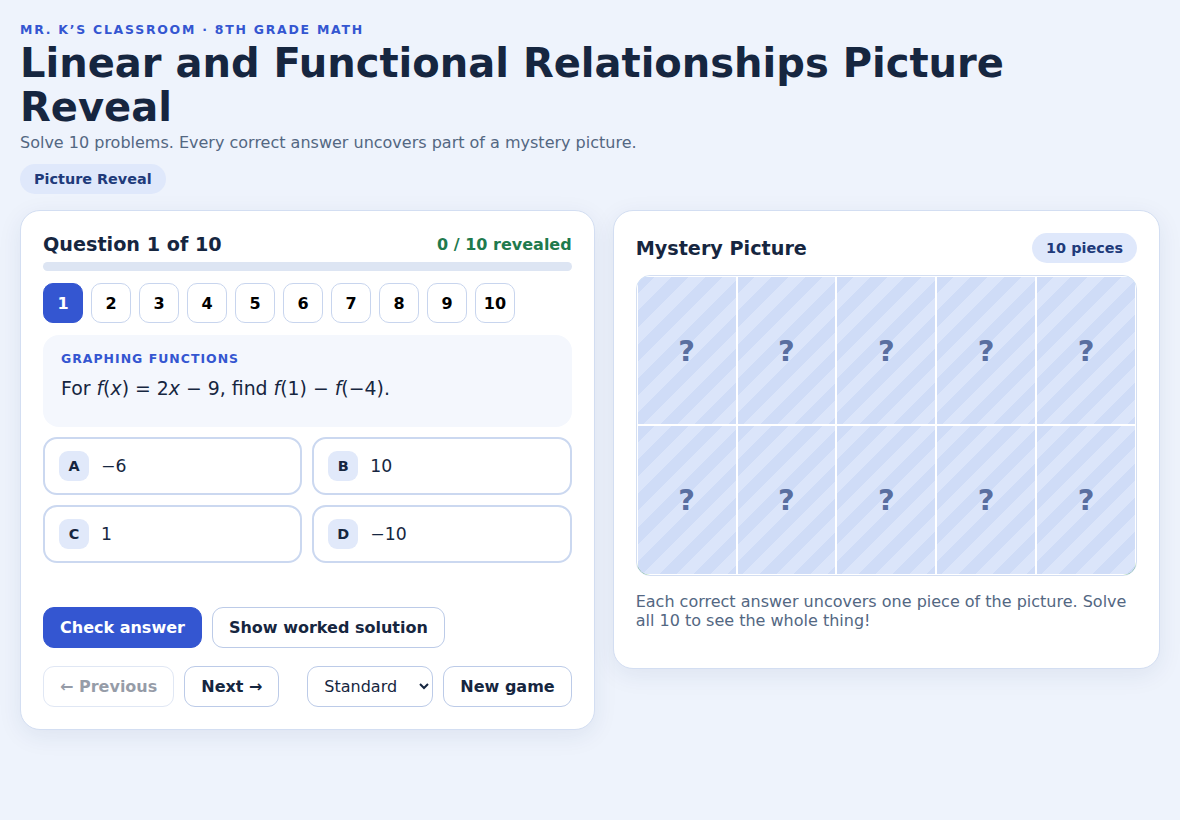 MR. K’S CLASSROOM · 8TH GRADE MATH
Linear and Functional Relationships Picture
Reveal
Solve 10 problems. Every correct answer uncovers part of a mystery picture.
Picture Reveal
Question 1 of 10
0 / 10 revealed
1 2 3 4 5 6 7 8 9 10
GRAPHING FUNCTIONS
For f(x) = 2x − 9, find f(1) − f(−4).
A −6
B 10
C 1
D −10
Check answer
Show worked solution
← Previous
Next →
Standard
New game
Mystery Picture
10 pieces
? ? ? ? ?
? ? ? ? ?
Each correct answer uncovers one piece of the picture. Solve
all 10 to see the whole thing!